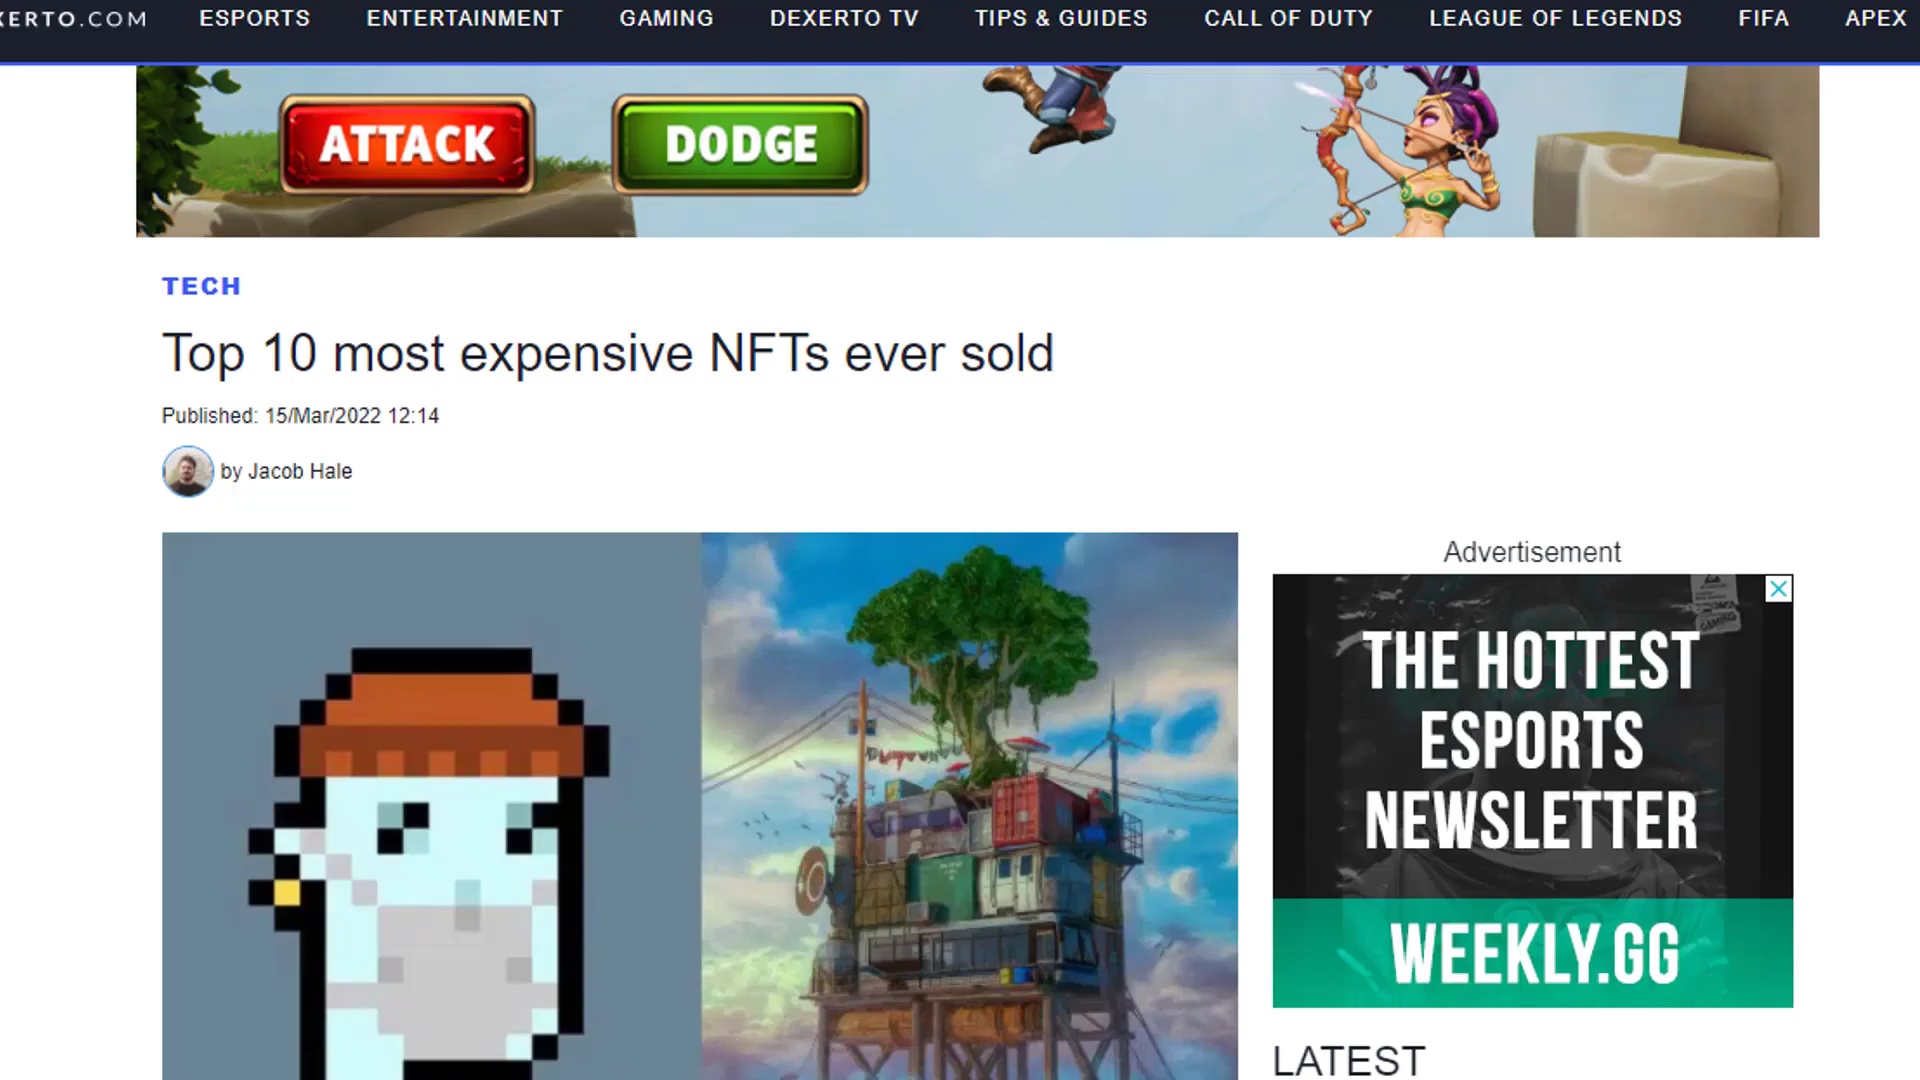 XERTO.COM ESPORTS ENTERTAINMENT GAMING DEXERTO TV TIPS & GUIDES CALL OF DUTY LEAGUE OF LEGENDS FIFA APEX
ATTACK DODGE
TECH
Top 10 most expensive NFTs ever sold
Published: 15/Mar/2022 12:14
by Jacob Hale
Advertisement
THE HOTTEST
ESPORTS
NEWSLETTER
WEEKLY.GG
LATEST